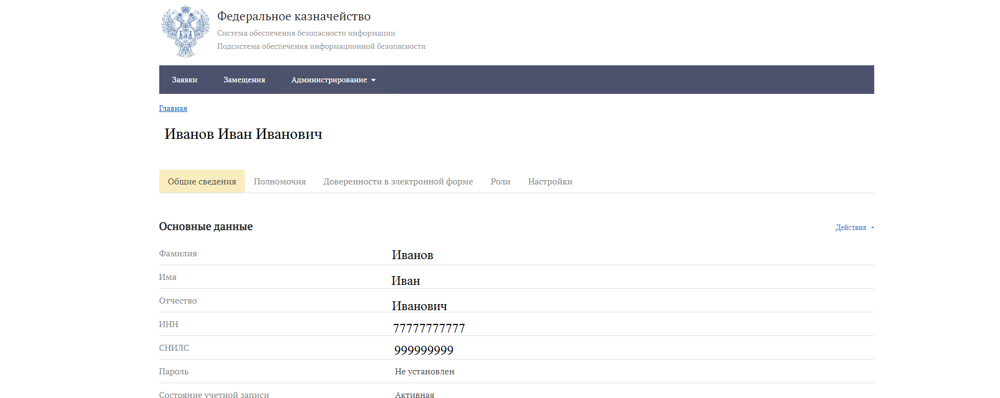 Федеральное казначейство
Система обеспечения безопасности информации
Подсистема обеспечения информационной безопасности
Заявки Замещения Администрирование
Главная
Иванов Иван Иванович
Общие сведения Полномочия Доверенности в электронной форме Роли Настройки
Основные данные Действия
Фамилия Иванов
Имя Иван
Отчество Иванович
ИНН 77777777777
СНИЛС 999999999
Пароль Не установлен
Состояние учетной записи Активная